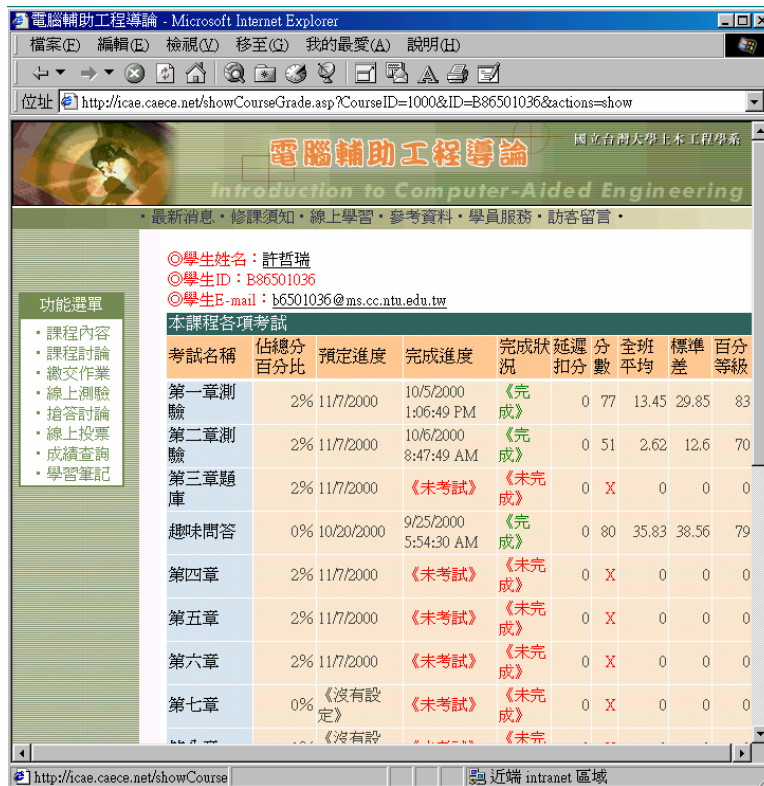 電腦輔助工程導論 - Microsoft Internet Explorer
檔案(F) 編輯(E) 檢視(V) 移至(G) 我的最愛(A) 說明(H)
位址 http://icae.caece.net/showCourseGrade.asp?CourseID=1000&ID=B86501036&actions=show
電腦輔助工程導論 國立台灣大學土木工程學系
Introduction to Computer-Aided Engineering
・最新消息・修課須知・線上學習・參考資料・學員服務・訪客留言・
功能選單
・課程內容
・課程討論
・繳交作業
・線上測驗
・搶答討論
・線上投票
・成績查詢
・學習筆記
◎學生姓名：許哲瑞
◎學生ID：B86501036
◎學生E-mail：b6501036@ms.cc.ntu.edu.tw
本課程各項考試
考試名稱 佔總分百分比 預定進度 完成進度 完成狀況 延遲扣分 分數 全班平均 標準差 百分等級
第一章測驗 2% 11/7/2000 10/5/2000 1:06:49 PM 《完成》 0 77 13.45 29.85 83
第二章測驗 2% 11/7/2000 10/6/2000 8:47:49 AM 《完成》 0 51 2.62 12.6 70
第三章題庫 2% 11/7/2000 《未考試》 《未完成》 0 X 0 0 0
趣味問答 0% 10/20/2000 9/25/2000 5:54:30 AM 《完成》 0 80 35.83 38.56 79
第四章 2% 11/7/2000 《未考試》 《未完成》 0 X 0 0 0
第五章 2% 11/7/2000 《未考試》 《未完成》 0 X 0 0 0
第六章 2% 11/7/2000 《未考試》 《未完成》 0 X 0 0 0
第七章 0% 《沒有設定》 《未考試》 《未完成》 0 X 0 0 0
《沒有設 《未完
http://icae.caece.net/showCourse 近端 intranet 區域